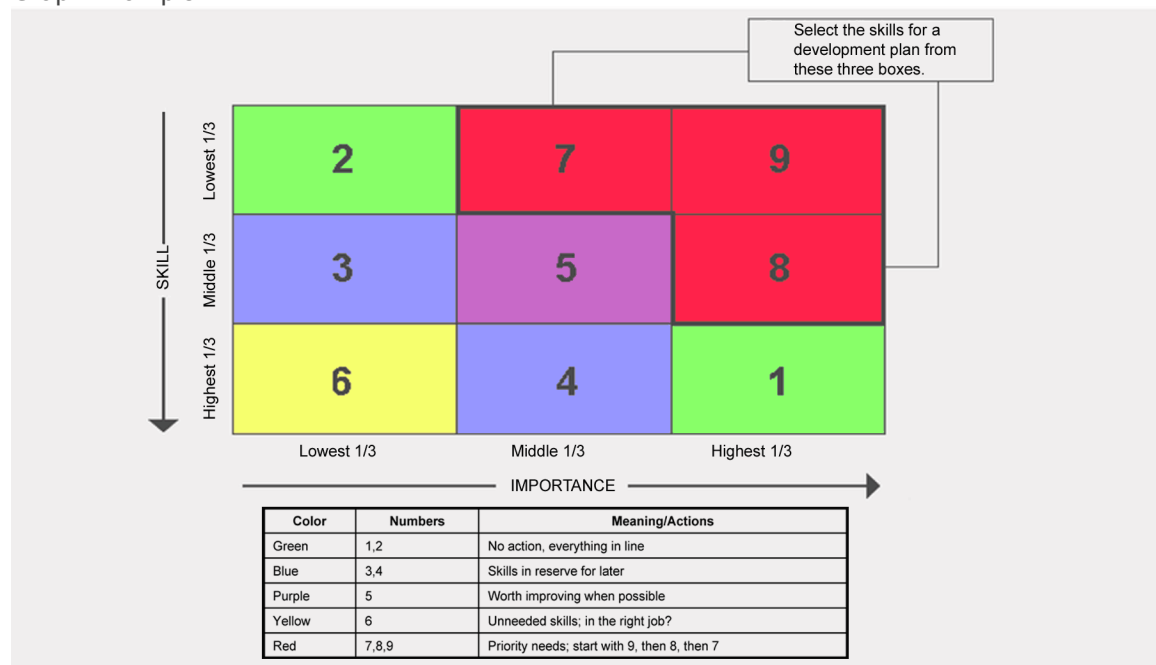 Select the skills for a
development plan from
these three boxes.
SKILL
Lowest 1/3
2
7
9
Middle 1/3
3
5
8
Highest 1/3
6
4
1
Lowest 1/3
Middle 1/3
Highest 1/3
IMPORTANCE
Color Numbers Meaning/Actions
Green 1,2 No action, everything in line
Blue 3,4 Skills in reserve for later
Purple 5 Worth improving when possible
Yellow 6 Unneeded skills; in the right job?
Red 7,8,9 Priority needs; start with 9, then 8, then 7